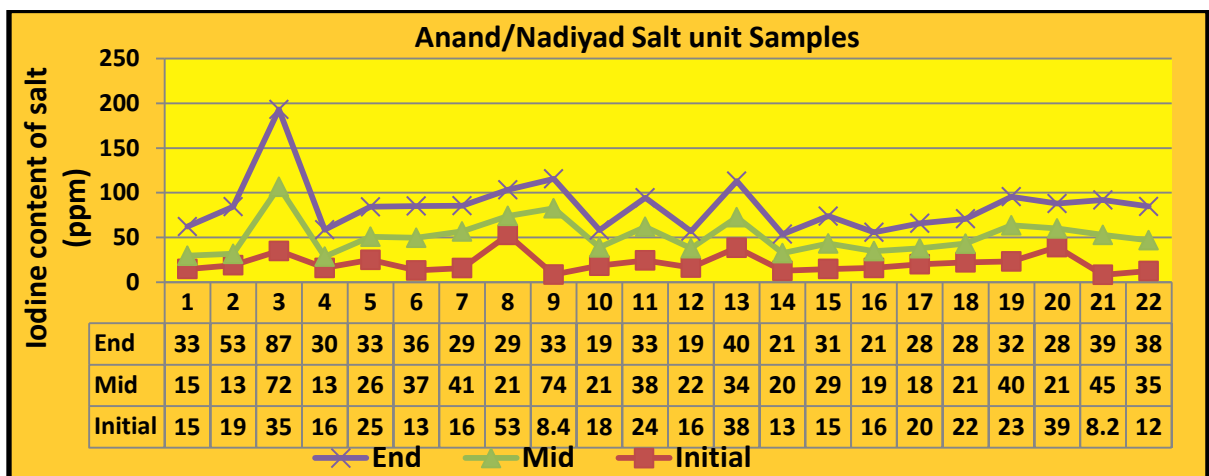 Anand/Nadiyad Salt unit Samples
Iodine content of salt
(ppm)
250
200
150
100
50
0
1 2 3 4 5 6 7 8 9 10 11 12 13 14 15 16 17 18 19 20 21 22
End 33 53 87 30 33 36 29 29 33 19 33 19 40 21 31 21 28 28 32 28 39 38
Mid 15 13 72 13 26 37 41 21 74 21 38 22 34 20 29 19 18 21 40 21 45 35
Initial 15 19 35 16 25 13 16 53 8.4 18 24 16 38 13 15 16 20 22 23 39 8.2 12
End Mid Initial